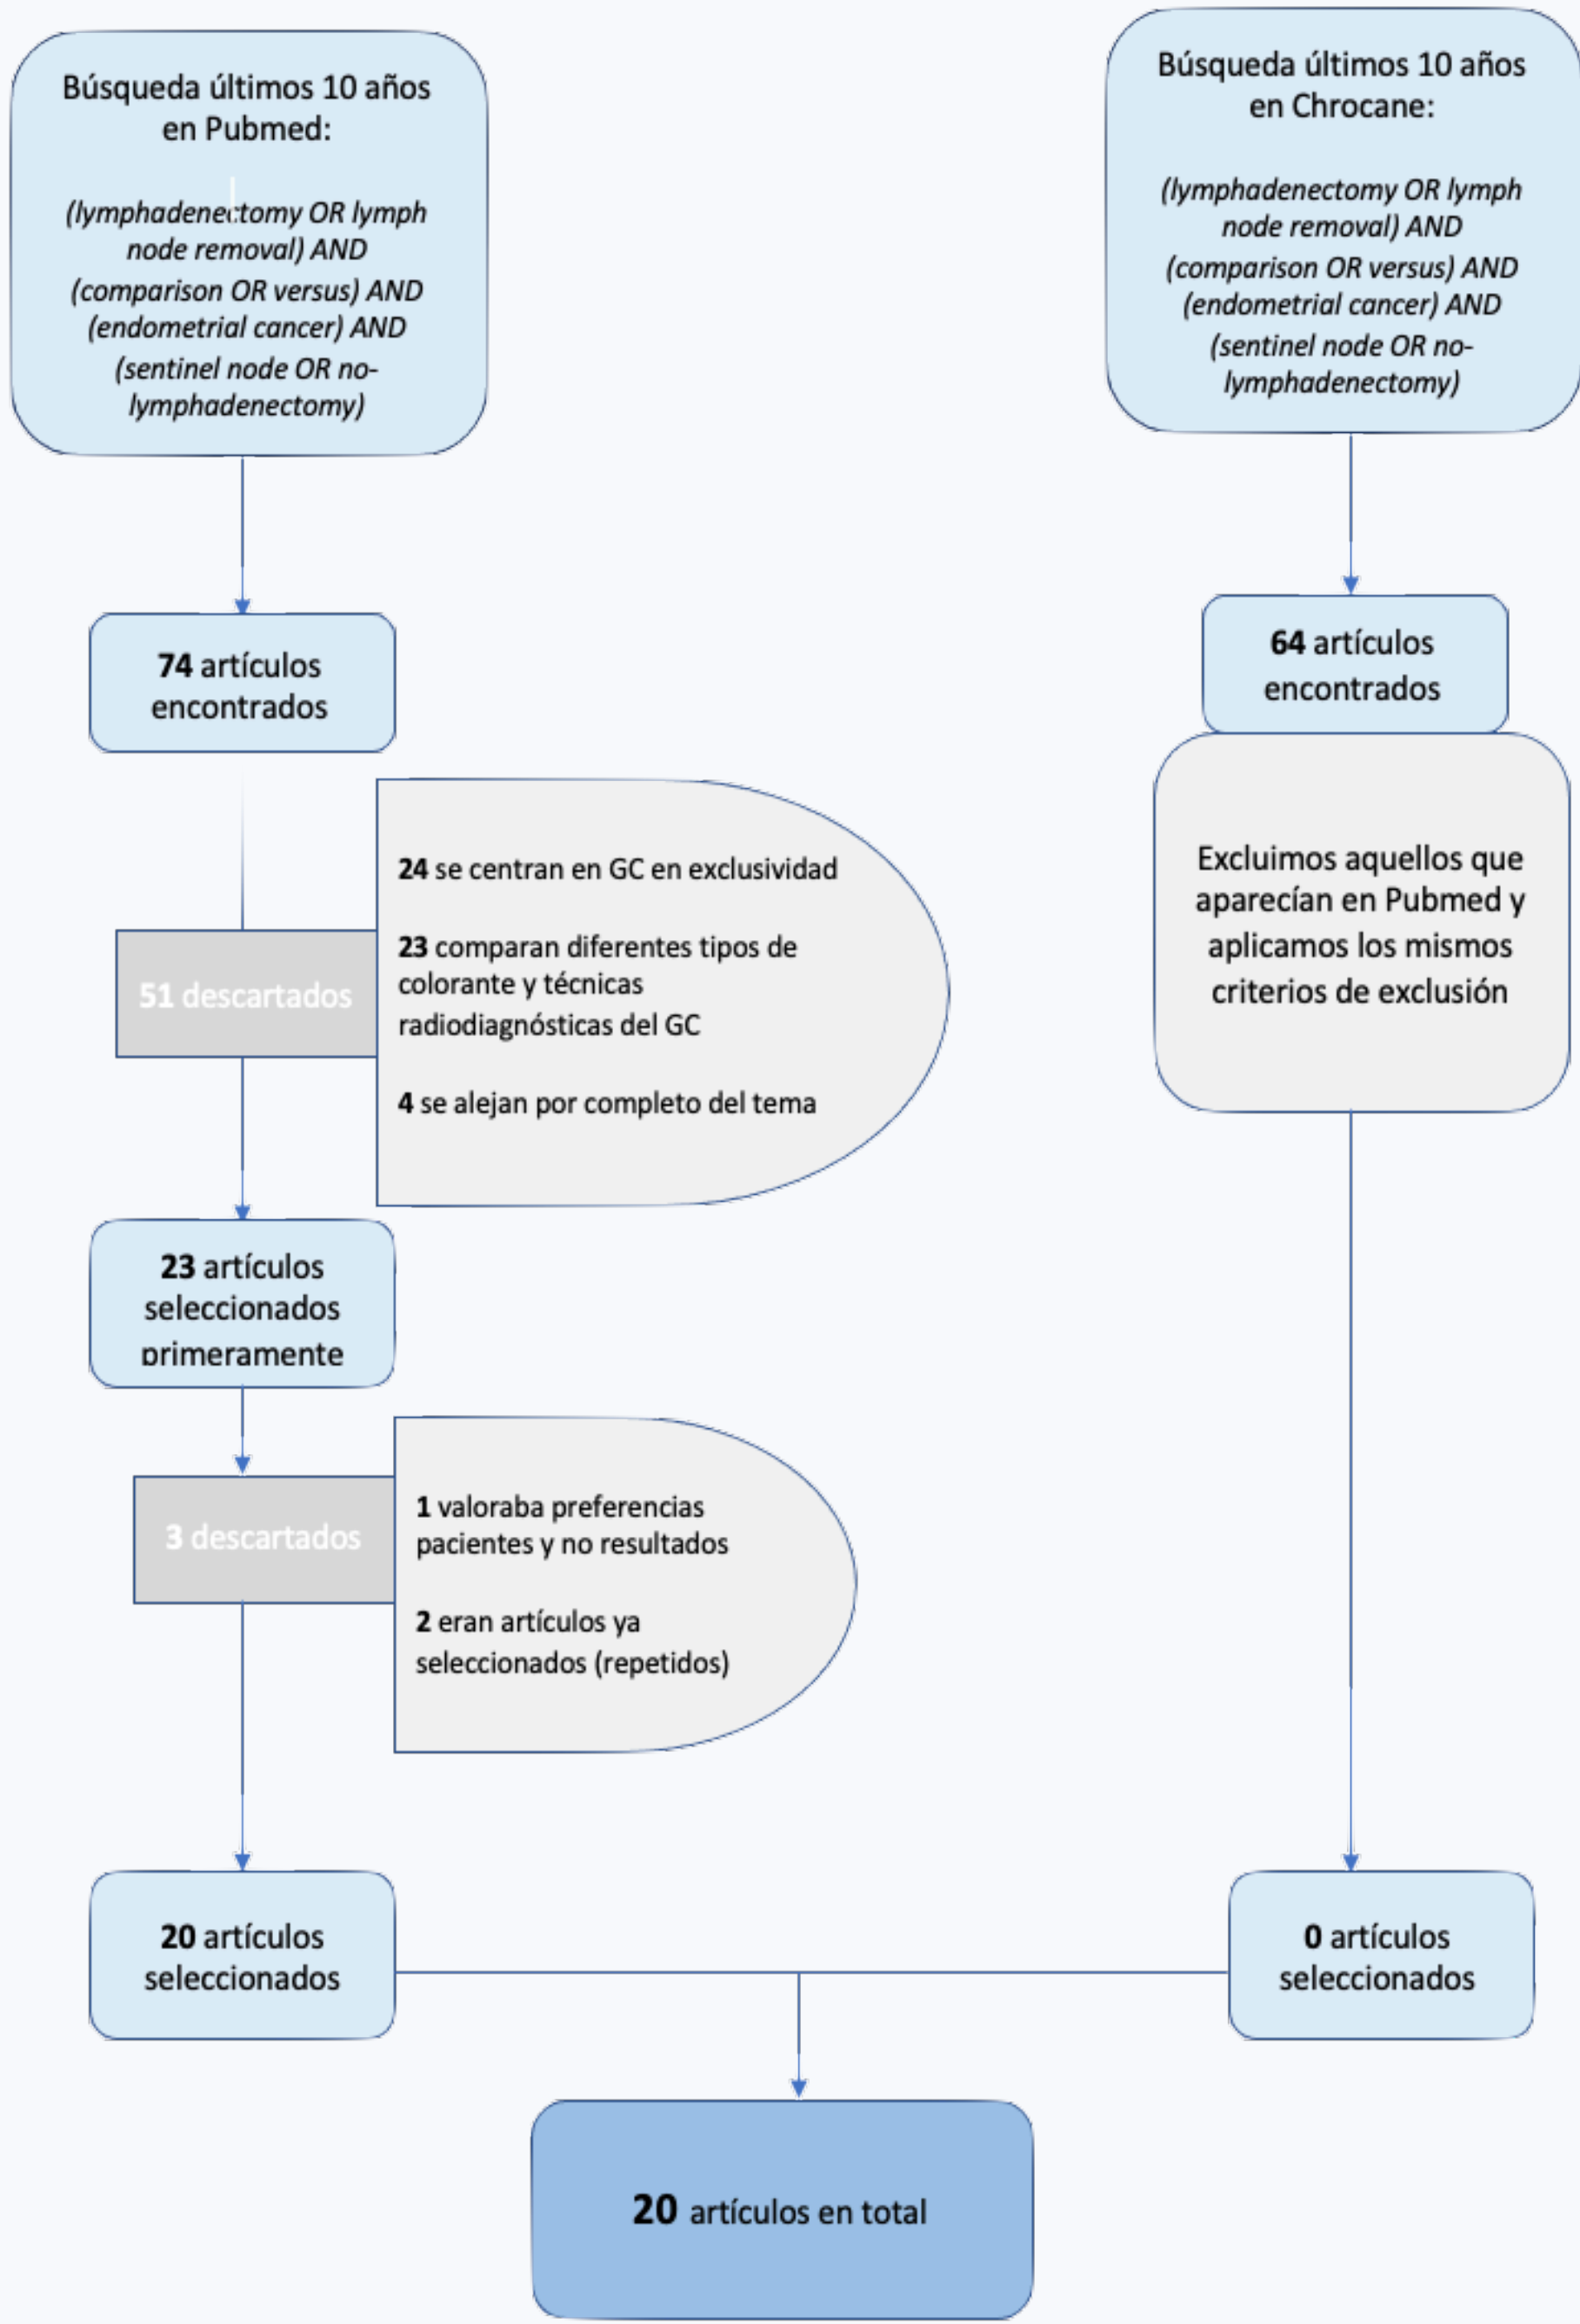 Búsqueda últimos 10 años
en Pubmed:
(lymphadenectomy OR lymph
node removal) AND
(comparison OR versus) AND
(endometrial cancer) AND
(sentinel node OR no-
lymphadenectomy)
74 artículos
encontrados
51 descartados
24 se centran en GC en exclusividad
23 comparan diferentes tipos de
colorante y técnicas
radiodiagnósticas del GC
4 se alejan por completo del tema
23 artículos
seleccionados
primeramente
3 descartados
1 valoraba preferencias
pacientes y no resultados
2 eran artículos ya
seleccionados (repetidos)
20 artículos
seleccionados
Búsqueda últimos 10 años
en Chrocane:
(lymphadenectomy OR lymph
node removal) AND
(comparison OR versus) AND
(endometrial cancer) AND
(sentinel node OR no-
lymphadenectomy)
64 artículos
encontrados
Excluimos aquellos que
aparecían en Pubmed y
aplicamos los mismos
criterios de exclusión
0 artículos
seleccionados
20 artículos en total